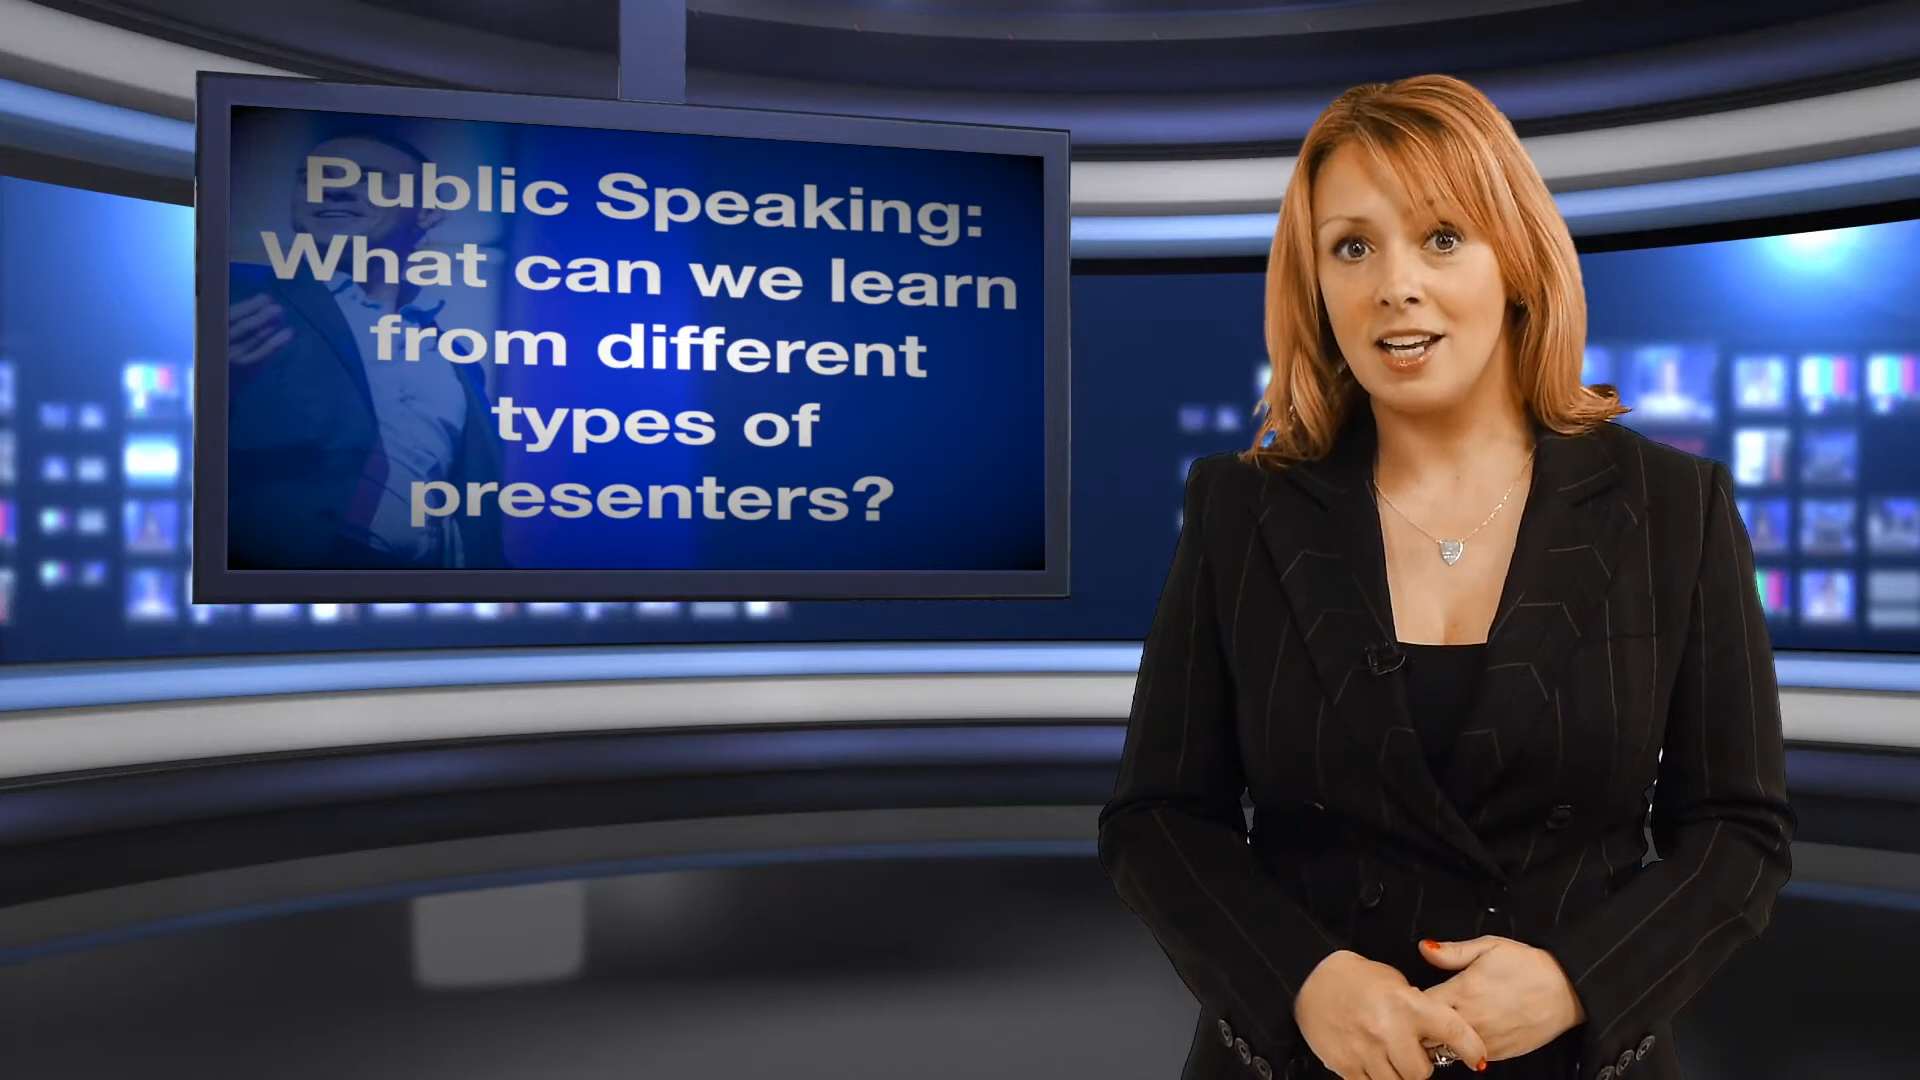 Public Speaking:
What can we learn
from different
types of
presenters?